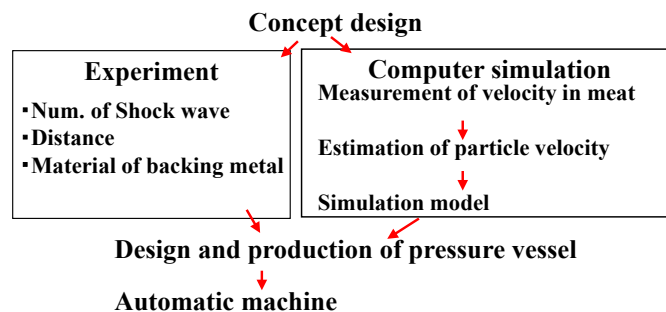 Concept design
Experiment
▪Num. of Shock wave
▪Distance
▪Material of backing metal
Computer simulation
Measurement of velocity in meat
Estimation of particle velocity
Simulation model
Design and production of pressure vessel
Automatic machine